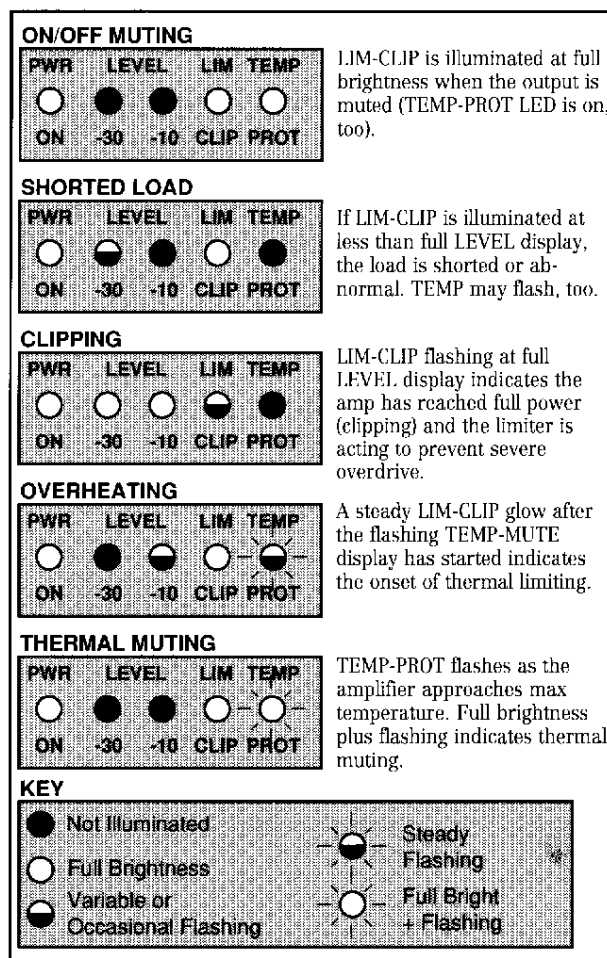 ON/OFF MUTING
PWR LEVEL LIM TEMP
ON -30 -10 CLIP PROT
LIM-CLIP is illuminated at full
brightness when the output is
muted (TEMP-PROT LED is on,
too).
SHORTED LOAD
PWR LEVEL LIM TEMP
ON -30 -10 CLIP PROT
If LIM-CLIP is illuminated at
less than full LEVEL display,
the load is shorted or ab-
normal. TEMP may flash, too.
CLIPPING
PWR LEVEL LIM TEMP
ON -30 -10 CLIP PROT
LIM-CLIP flashing at full
LEVEL display indicates the
amp has reached full power
(clipping) and the limiter is
acting to prevent severe
overdrive.
OVERHEATING
PWR LEVEL LIM TEMP
ON -30 -10 CLIP PROT
A steady LIM-CLIP glow after
the flashing TEMP-MUTE
display has started indicates
the onset of thermal limiting.
THERMAL MUTING
PWR LEVEL LIM TEMP
ON -30 -10 CLIP PROT
TEMP-PROT flashes as the
amplifier approaches max
temperature. Full brightness
plus flashing indicates thermal
muting.
KEY
Not Illuminated
Full Brightness
Variable or
Occasional Flashing
Steady
Flashing
Full Bright
+ Flashing